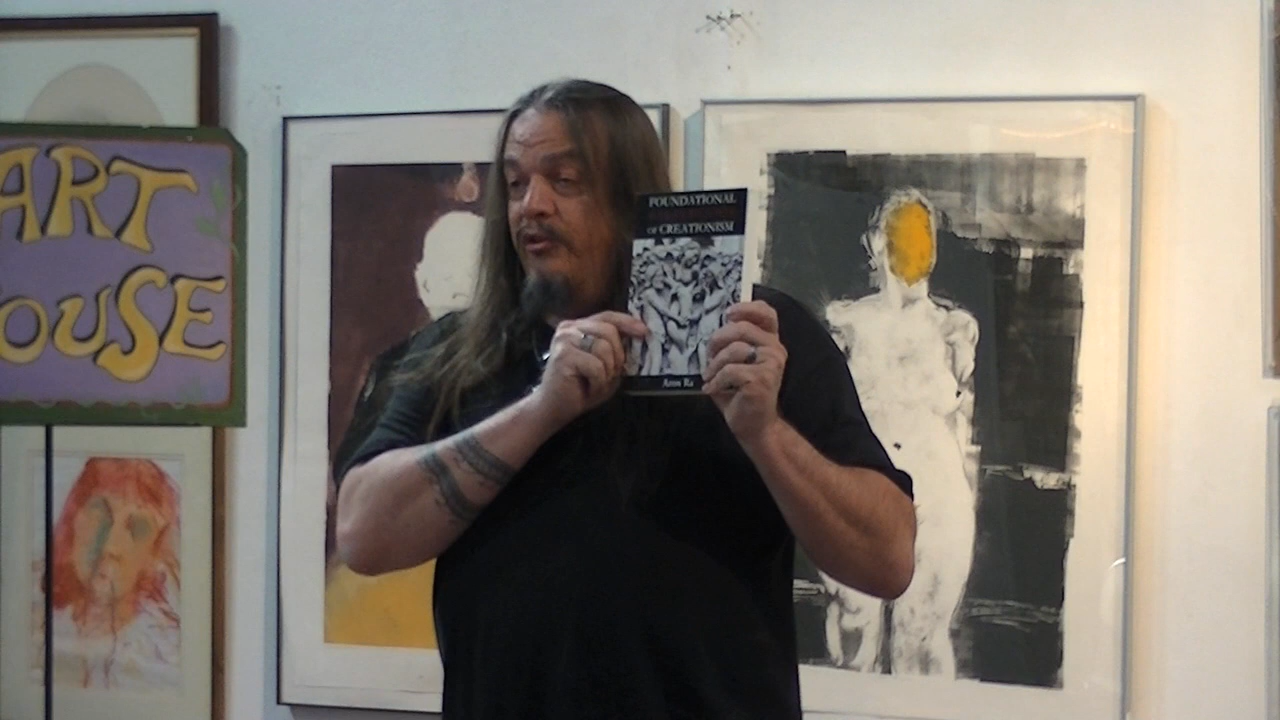 ART
OUSE
FOUNDATIONAL
OF CREATIONISM
Aron Ra